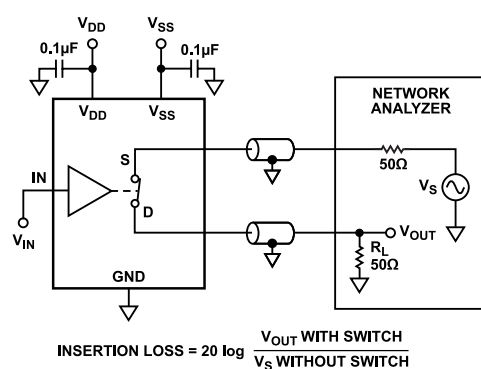 VDD
VSS
0.1µF
0.1µF
VDD
VSS
NETWORK
ANALYZER
S
50Ω
VS
IN
D
VOUT
VIN
RL
50Ω
GND
INSERTION LOSS = 20 log VOUT WITH SWITCH
VS WITHOUT SWITCH